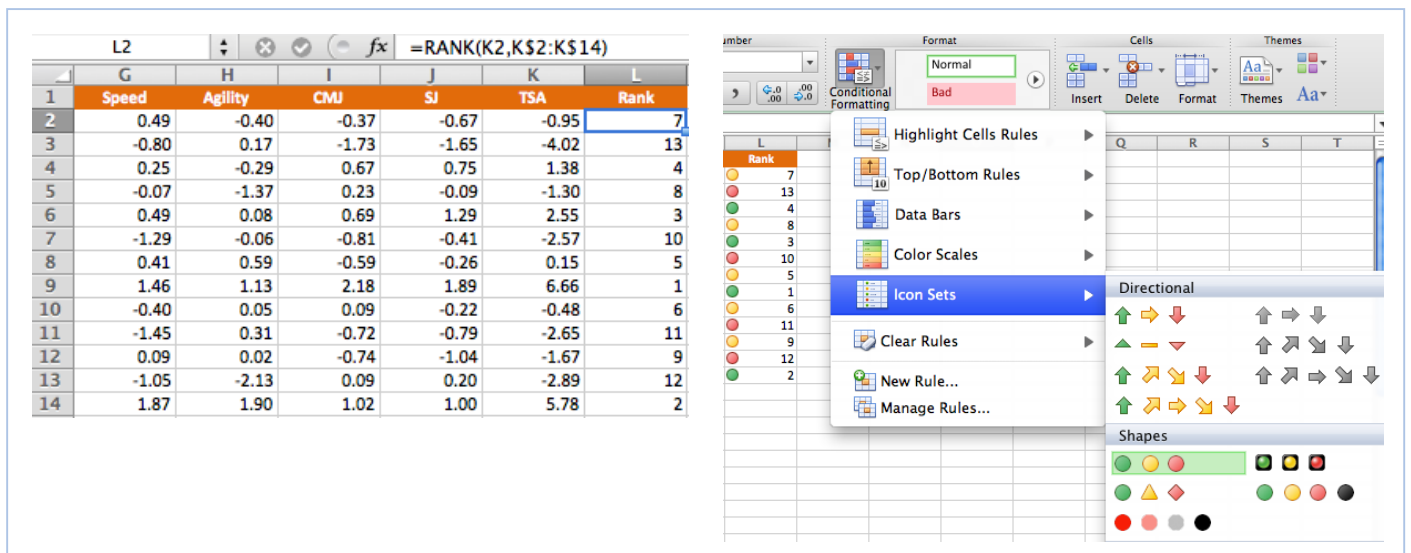 L2 fx =RANK(K2,K$2:K$14)
G H I J K L
1 Speed Agility CMJ SJ TSA Rank
2 0.49 -0.40 -0.37 -0.67 -0.95 7
3 -0.80 0.17 -1.73 -1.65 -4.02 13
4 0.25 -0.29 0.67 0.75 1.38 4
5 -0.07 -1.37 0.23 -0.09 -1.30 8
6 0.49 0.08 0.69 1.29 2.55 3
7 -1.29 -0.06 -0.81 -0.41 -2.57 10
8 0.41 0.59 -0.59 -0.26 0.15 5
9 1.46 1.13 2.18 1.89 6.66 1
10 -0.40 0.05 0.09 -0.22 -0.48 6
11 -1.45 0.31 -0.72 -0.79 -2.65 11
12 0.09 0.02 -0.74 -1.04 -1.67 9
13 -1.05 -2.13 0.09 0.20 -2.89 12
14 1.87 1.90 1.02 1.00 5.78 2
umber Format Cells Themes
Normal
Bad
Conditional
Formatting
Insert Delete Format Themes Aa
L Q R S T
Rank
7
13
4
8
3
10
5
1
6
11
9
12
2
Highlight Cells Rules
Top/Bottom Rules
Data Bars
Color Scales
Icon Sets
Clear Rules
New Rule...
Manage Rules...
Directional
Shapes